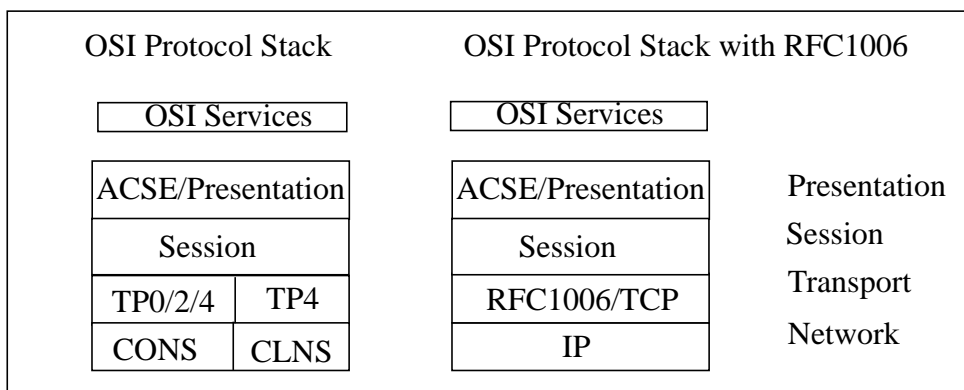 OSI Protocol Stack
OSI Protocol Stack with RFC1006
OSI Services
OSI Services
ACSE/Presentation
ACSE/Presentation
Presentation
Session
Session
Session
TP0/2/4
TP4
RFC1006/TCP
Transport
CONS
CLNS
IP
Network